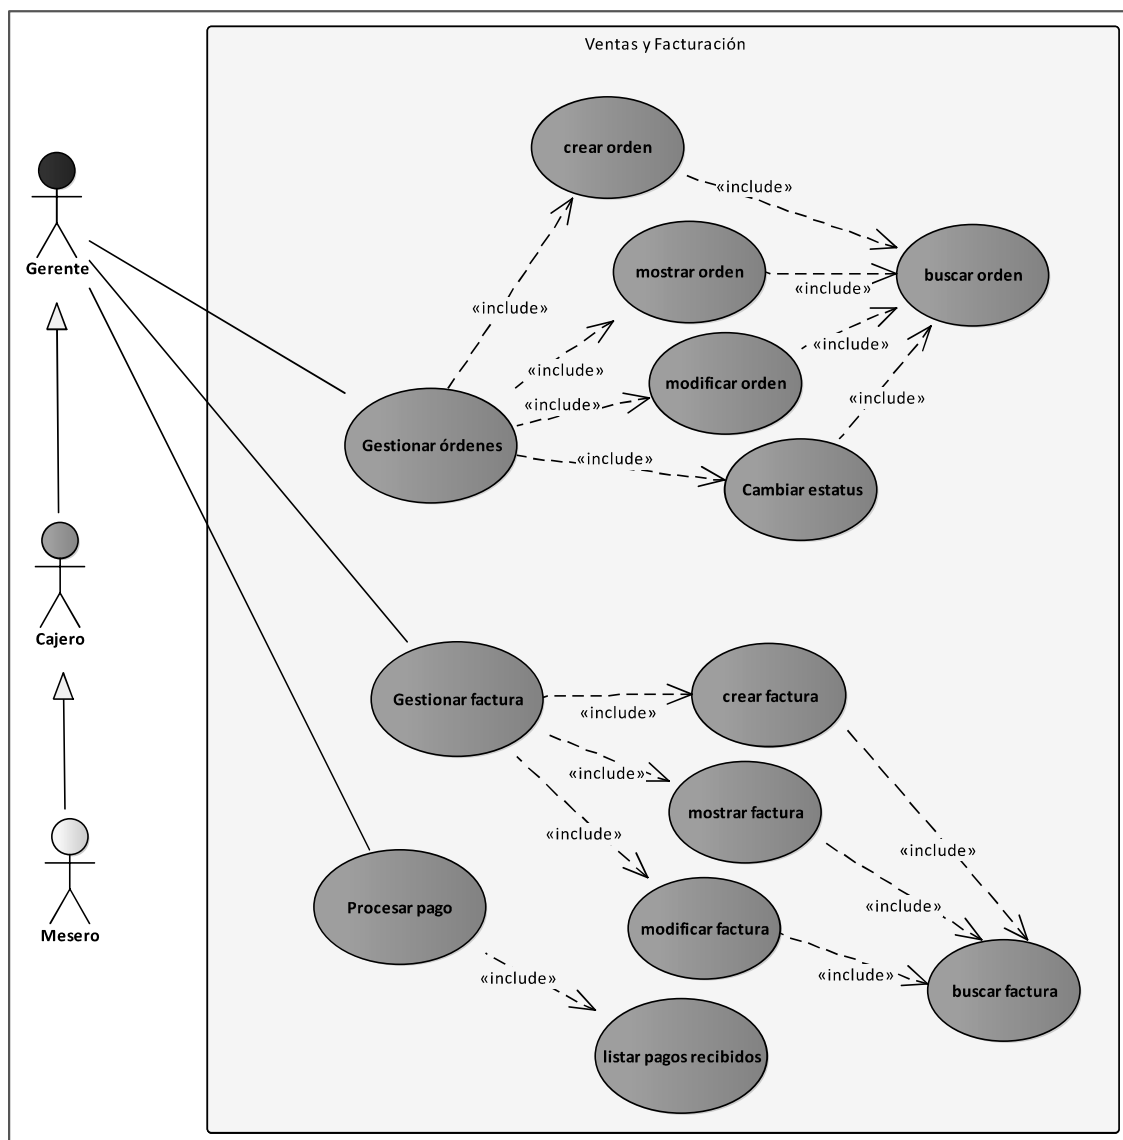 Ventas y Facturación
crear orden
«include»
Gerente
mostrar orden
buscar orden
«include»
«include»
«include»
«include»
modificar orden
«include»
«include»
Gestionar órdenes
«include»
Cambiar estatus
Cajero
Gestionar factura
crear factura
«include»
«include»
mostrar factura
«include»
«include»
Procesar pago
«include»
modificar factura
Mesero
«include»
«include»
buscar factura
listar pagos recibidos